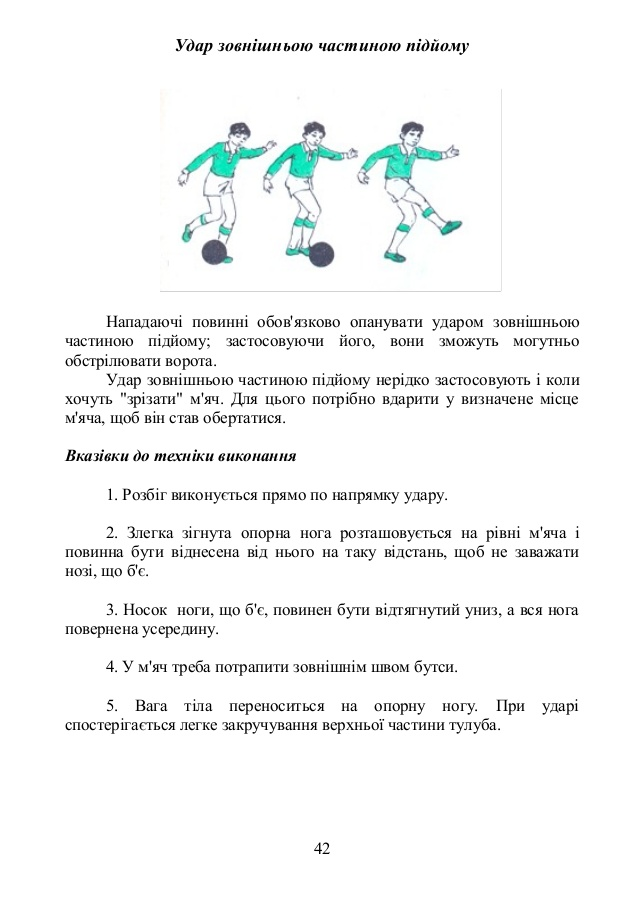 Удар зовнішньою частиною підйому
Нападаючі повинні обов'язково опанувати ударом зовнішньою
частиною підйому; застосовуючи його, вони зможуть могутньо
обстрілювати ворота.
Удар зовнішньою частиною підйому нерідко застосовують і коли
хочуть "зрізати" м'яч. Для цього потрібно вдарити у визначене місце
м'яча, щоб він став обертатися.
Вказівки до техніки виконання
1. Розбіг виконується прямо по напрямку удару.
2. Злегка зігнута опорна нога розташовується на рівні м'яча і
повинна бути віднесена від нього на таку відстань, щоб не заважати
нозі, що б'є.
3. Носок ноги, що б'є, повинен бути відтягнутий униз, а вся нога
повернена усередину.
4. У м'яч треба потрапити зовнішнім швом бутси.
5. Вага тіла переноситься на опорну ногу. При ударі
спостерігається легке закручування верхньої частини тулуба.
42